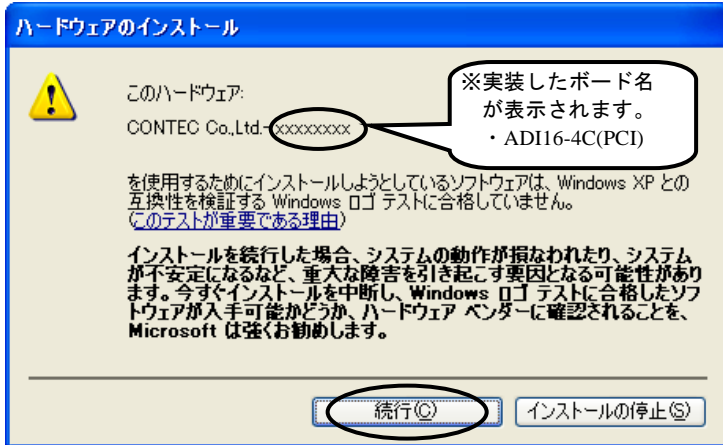 ハードウェアのインストール
※実装したボード名
が表示されます。
・ADI16-4C(PCI)
このハードウェア:
CONTEC Co.,Ltd.-xxxxxxxx
を使用するためにインストールしようとしているソフトウェアは、Windows XP との
互換性を検証する Windows ロゴ テストに合格していません。
(このテストが重要である理由)
インストールを続行した場合、システムの動作が損なわれたり、システム
が不安定になるなど、重大な障害を引き起こす要因となる可能性があり
ます。今すぐインストールを中断し、Windows ロゴ テストに合格したソフ
トウェアが入手可能かどうか、ハードウェア ベンダーに確認されることを、
Microsoft は強くお勧めします。
続行(C)
インストールの停止(S)